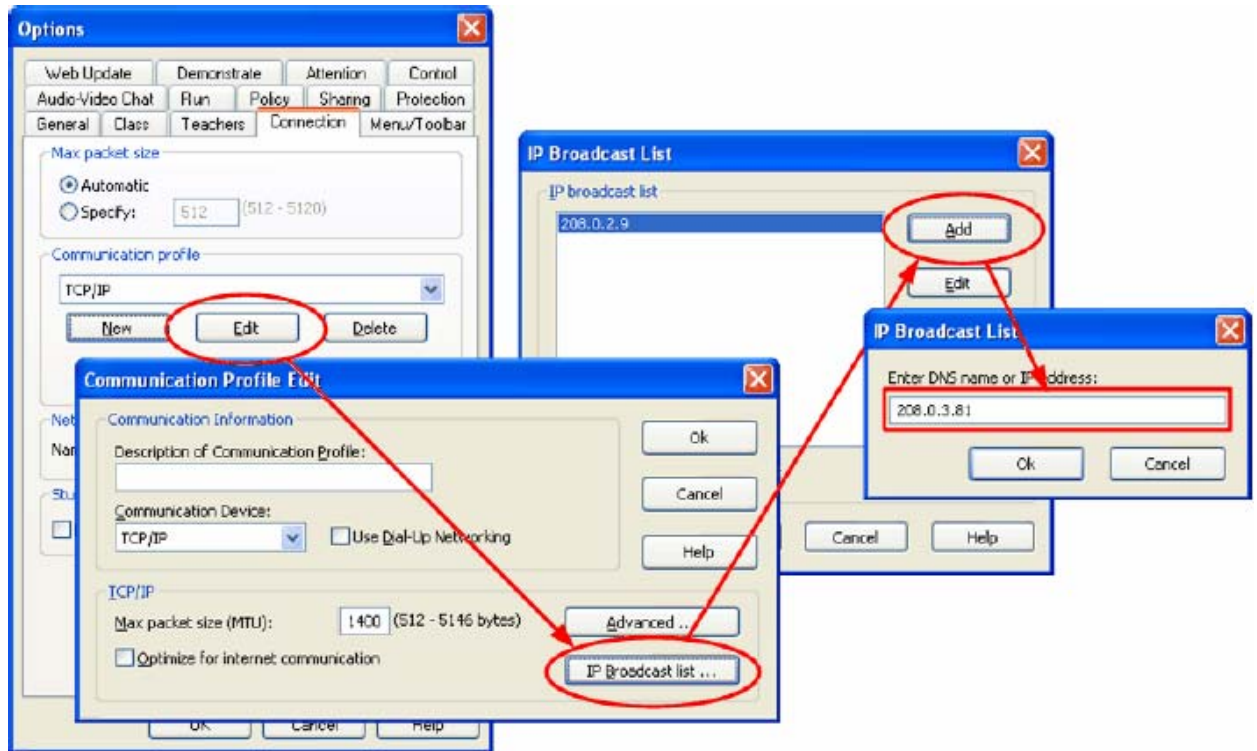 Options
Web Update Demonstrate Attention Control
Audio-Video Chat Run Policy Sharing Protection
General Class Teachers Connection Menu/Toolbar
Max packet size
Automatic
Specify: 512 (512 - 5120)
Communication profile
TCP/IP
New Edit Delete
Communication Profile Edit
Communication Information
Description of Communication Profile:
Communication Device:
TCP/IP Use Dial-Up Networking
Ok
Cancel
Help
TCP/IP
Max packet size (MTU): 1400 (512 - 5146 bytes) Advanced ...
Optimize for internet communication IP Broadcast list ...
OK Cancel Help
IP Broadcast List
IP broadcast list
208.0.2.9
Add
Edit
Cancel Help
IP Broadcast List
Enter DNS name or IP address:
208.0.3.81
Ok Cancel